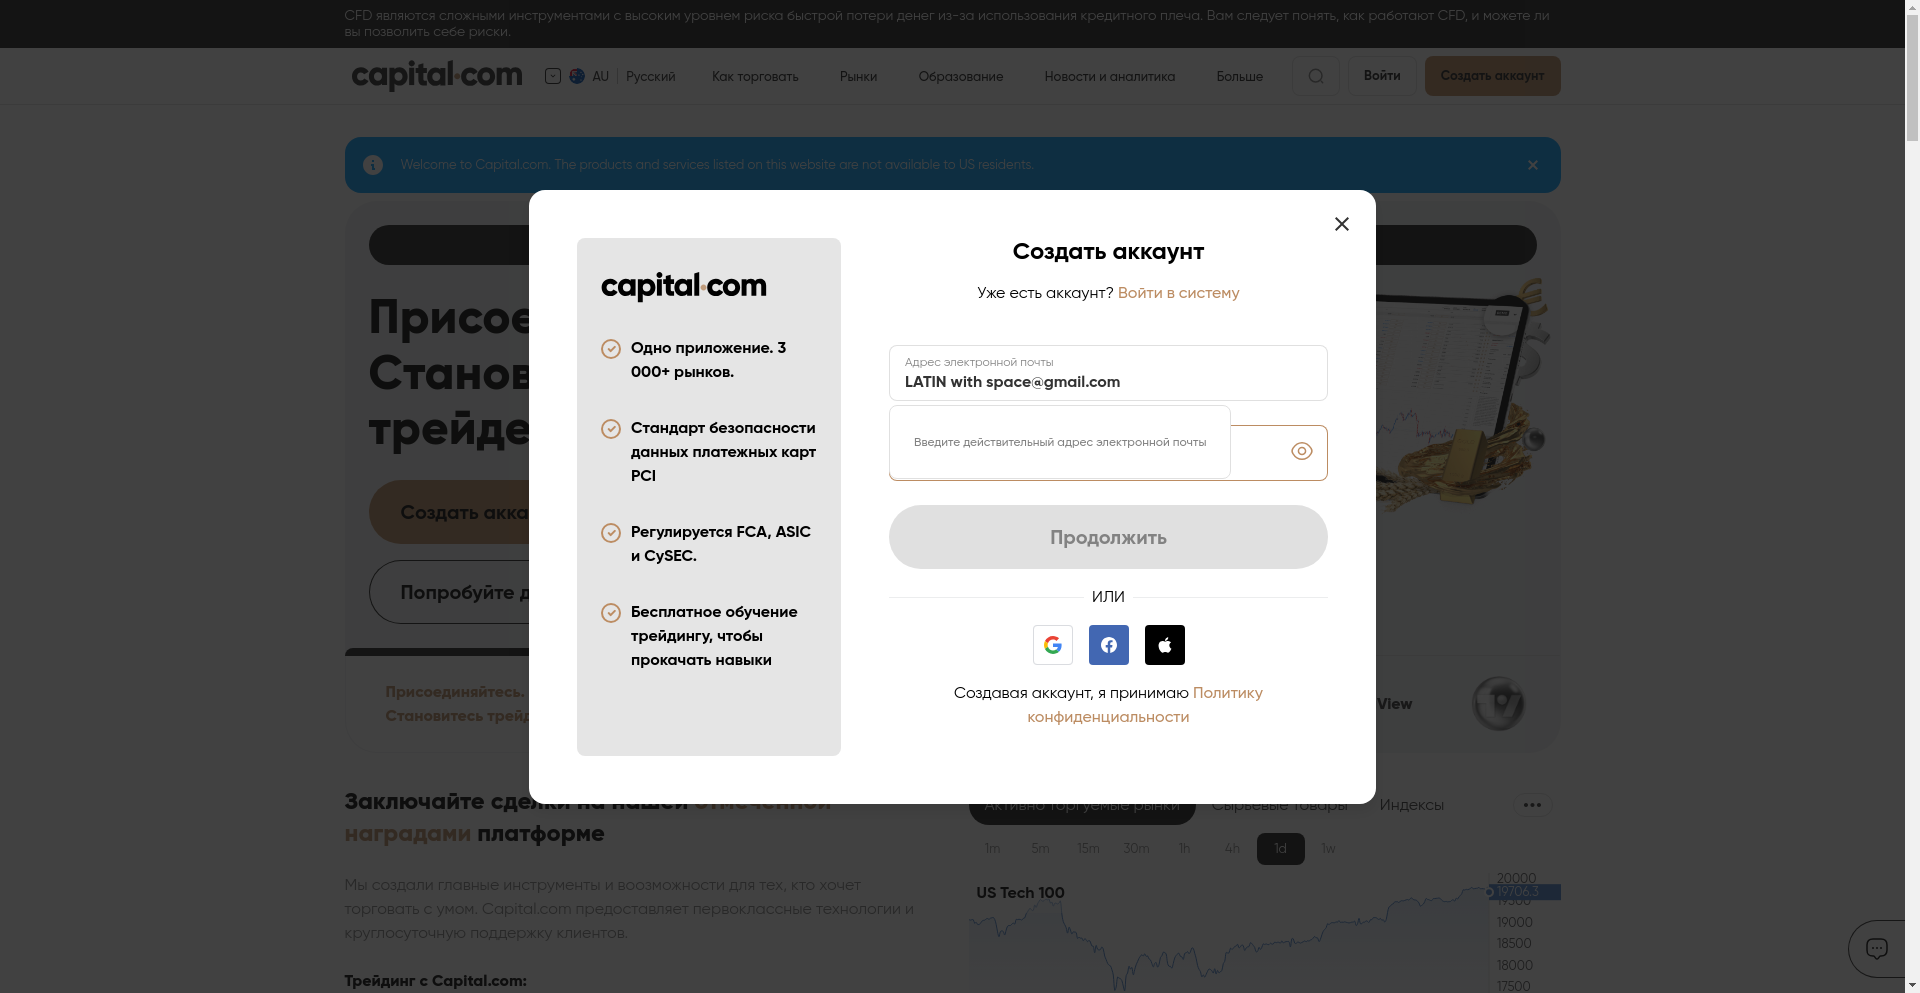 CFD являются сложными инструментами с высоким уровнем риска быстрой потери денег из-за использования кредитного плеча. Вам следует понять, как работают CFD, и можете ли
вы позволить себе риски.
capital.com
AU Русский
Как торговать
Рынки
Образование
Новости и аналитика
Больше
Войти
Создать аккаунт
Welcome to Capital.com. The products and services listed on this website are not available to US residents.
Создать аккаунт
Уже есть аккаунт? Войти в систему
capital.com
Одно приложение. 3
000+ рынков.
Стандарт безопасности
данных платежных карт
PCI
Регулируется FCA, ASIC
и CySEC.
Бесплатное обучение
трейдингу, чтобы
прокачать навыки
Адрес электронной почты
LATIN with space@gmail.com
Введите действительный адрес электронной почты
Продолжить
ИЛИ
Создавая аккаунт, я принимаю Политику
конфиденциальности
Присое
Станов
трейде
Создать акка
Попробуйте д
Присоединяйтесь.
Становитесь трейд
View
Заключайте сделки на нашей отмеченной
наградами платформе
Мы создали главные инструменты и воозможности для тех, кто хочет
торговать с умом. Capital.com предоставляет первоклассные технологии и
круглосуточную поддержку клиентов.
Трейдинг с Capital.com:
Активно торгуемые рынки
Сырьевые товары
Индексы
1m 5m 15m 30m 1h 4h 1d 1w
US Tech 100
20000
19706.3
19500
19000
18500
18000
17500